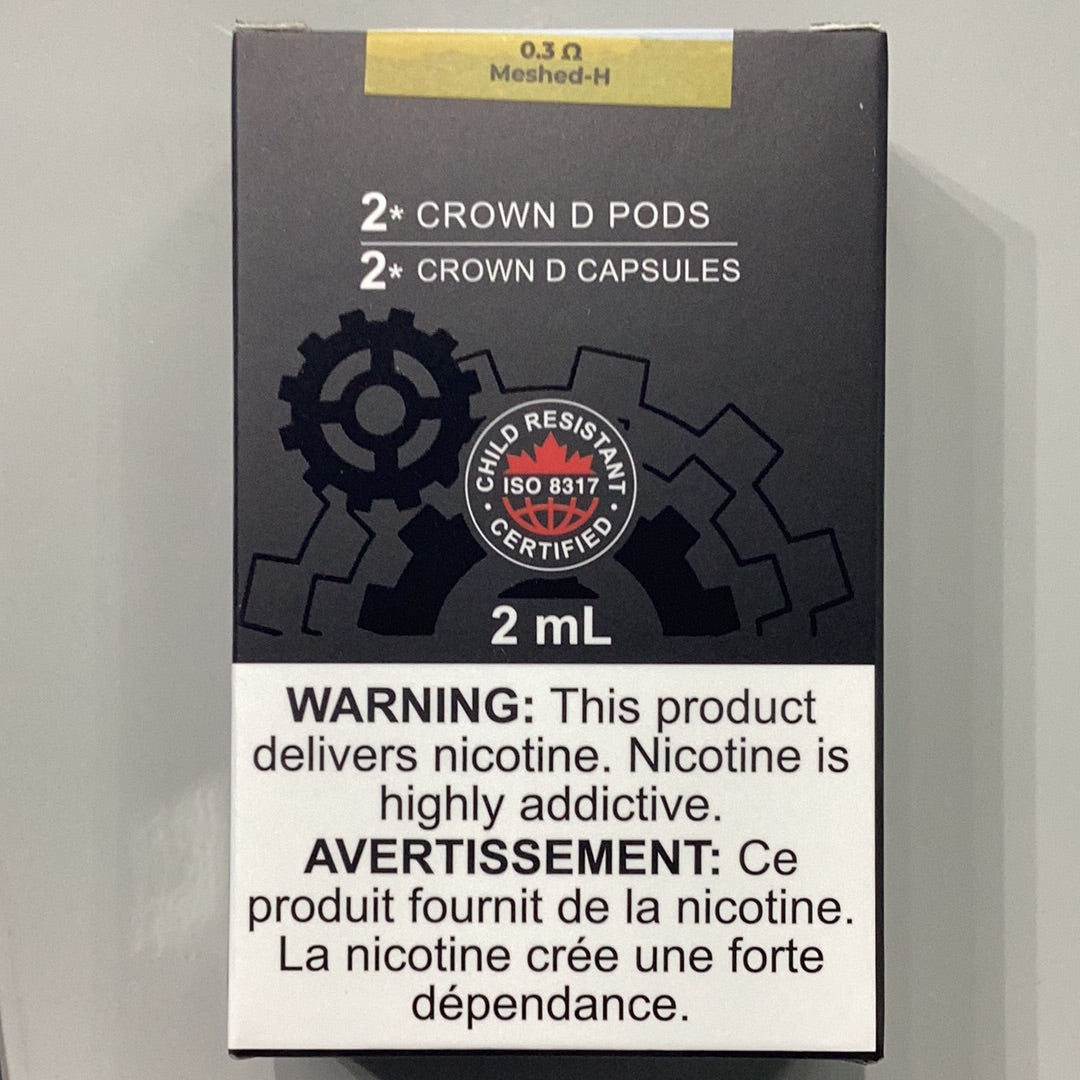 0.3 Ω
Meshed-H
2* CROWN D PODS
2* CROWN D CAPSULES
CHILD RESISTANT
ISO 8317
• CERTIFIED •
2 mL
WARNING: This product
delivers nicotine. Nicotine is
highly addictive.
AVERTISSEMENT: Ce
produit fournit de la nicotine.
La nicotine crée une forte
dépendance.